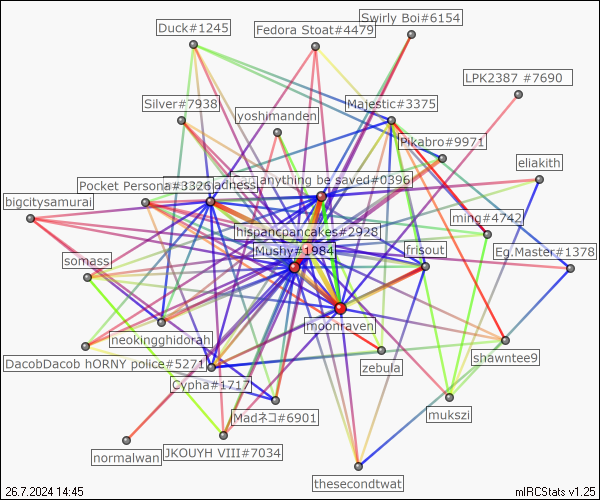 Swirly Boi#6154
Duck#1245
Fedora Stoat#4479
LPK2387 #7690
Silver#7938
Majestic#3375
yoshimanden
Pikabro#9971
eliakith
Pocket Persona#3326
adness
anything be saved#0396
bigcitysamurai
ming#4742
hispancpancakes#2928
Mushy#1984
frisout
Eg.Master#1378
somass
moonraven
neokingghidorah
shawntee9
DacobDacob hORNY police#5271
zebula
Cypha#1717
Madネコ#6901
mukszi
JKOUYH VIII#7034
normalwan
thesecondtwat
26.7.2024 14:45
mIRCStats v1.25